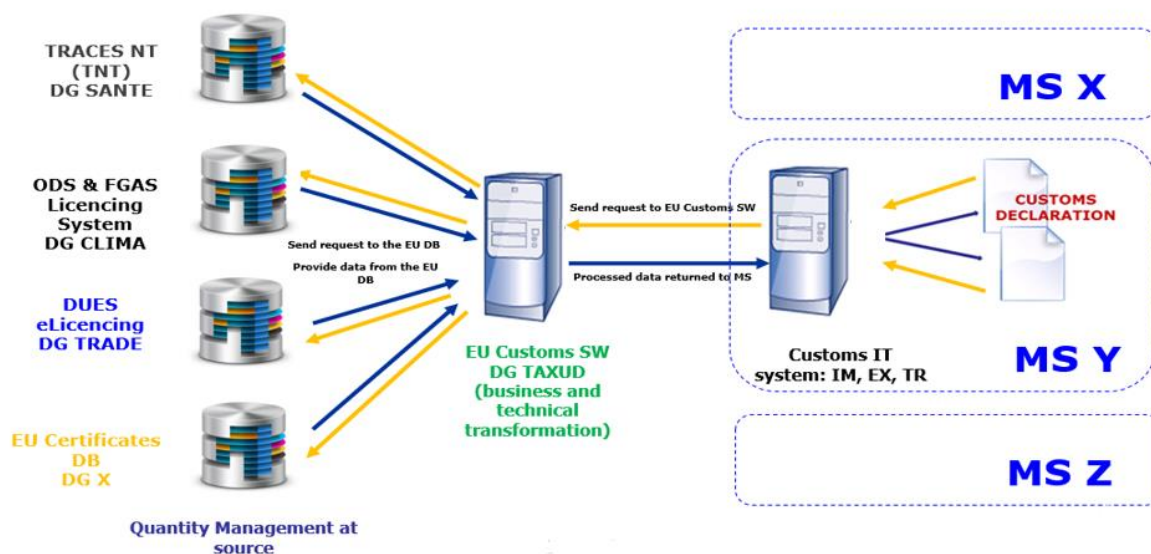 TRACES NT
(TNT)
DG SANTE
ODS & FGAS
Licencing
System
DG CLIMA
DUES
eLicencing
DG TRADE
EU Certificates
DB
DG X
Quantity Management at
source
Send request to the EU DB
Provide data from the EU
DB
EU Customs SW
DG TAXUD
(business and
technical
transformation)
Send request to EU Customs SW
Processed data returned to MS
MS X
CUSTOMS
DECLARATION
Customs IT
system: IM, EX, TR
MS Y
MS Z